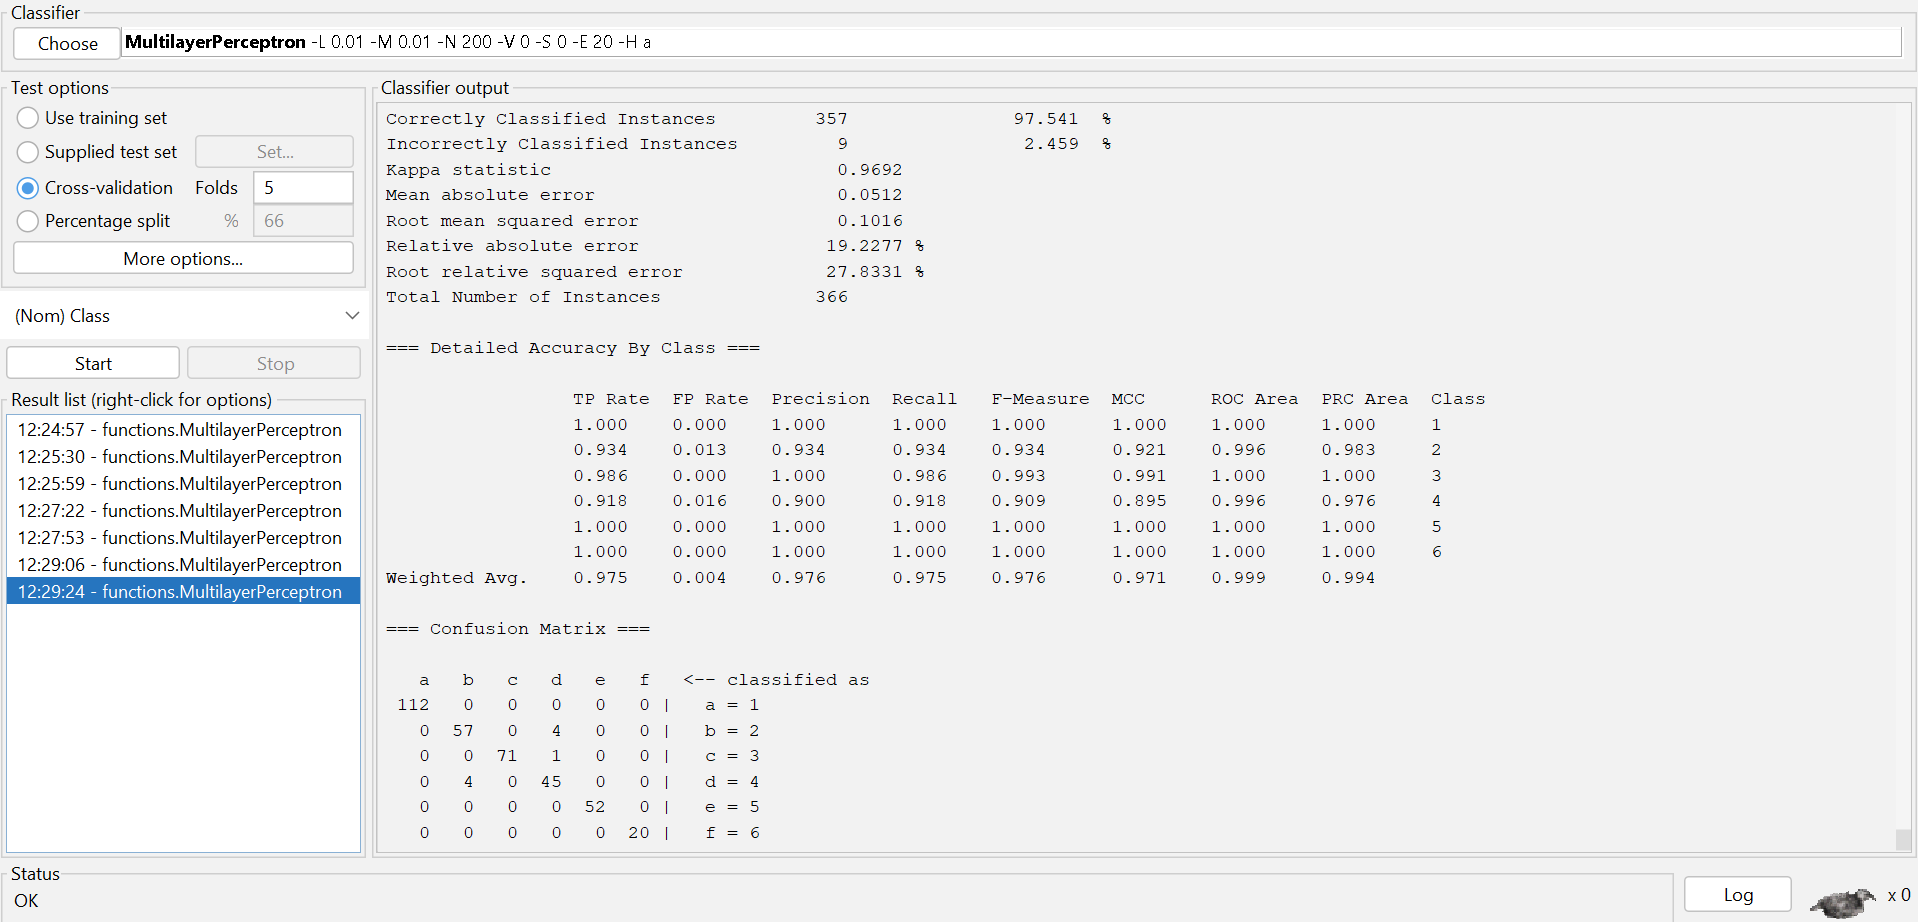 Classifier
Choose MultilayerPerceptron -L 0.01 -M 0.01 -N 200 -V 0 -S 0 -E 20 -H a
Test options
Use training set
Supplied test set Set...
Cross-validation Folds 5
Percentage split % 66
More options...
(Nom) Class
Start Stop
Result list (right-click for options)
12:24:57 - functions.MultilayerPerceptron
12:25:30 - functions.MultilayerPerceptron
12:25:59 - functions.MultilayerPerceptron
12:27:22 - functions.MultilayerPerceptron
12:27:53 - functions.MultilayerPerceptron
12:29:06 - functions.MultilayerPerceptron
12:29:24 - functions.MultilayerPerceptron
Classifier output
Correctly Classified Instances 357 97.541 %
Incorrectly Classified Instances 9 2.459 %
Kappa statistic 0.9692
Mean absolute error 0.0512
Root mean squared error 0.1016
Relative absolute error 19.2277 %
Root relative squared error 27.8331 %
Total Number of Instances 366
=== Detailed Accuracy By Class ===
TP Rate FP Rate Precision Recall F-Measure MCC ROC Area PRC Area Class
1.000 0.000 1.000 1.000 1.000 1.000 1.000 1.000 1
0.934 0.013 0.934 0.934 0.934 0.921 0.996 0.983 2
0.986 0.000 1.000 0.986 0.993 0.991 1.000 1.000 3
0.918 0.016 0.900 0.918 0.909 0.895 0.996 0.976 4
1.000 0.000 1.000 1.000 1.000 1.000 1.000 1.000 5
1.000 0.000 1.000 1.000 1.000 1.000 1.000 1.000 6
Weighted Avg. 0.975 0.004 0.976 0.975 0.976 0.971 0.999 0.994
=== Confusion Matrix ===
a b c d e f <-- classified as
112 0 0 0 0 0 | a = 1
0 57 0 4 0 0 | b = 2
0 0 71 1 0 0 | c = 3
0 4 0 45 0 0 | d = 4
0 0 0 0 52 0 | e = 5
0 0 0 0 0 20 | f = 6
Status
OK
Log x 0